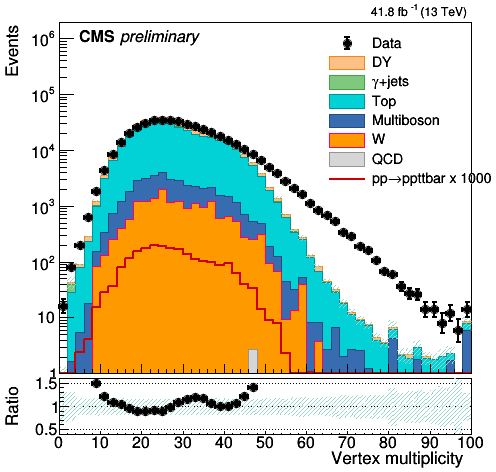 41.8 fb⁻¹ (13 TeV)
CMS preliminary
Events
10⁶
10⁵
10⁴
10³
10²
10
1
Data
DY
γ+jets
Top
Multiboson
W
QCD
pp→ppttbar x 1000
Ratio
1.5
1
0.5
0 10 20 30 40 50 60 70 80 90 100
Vertex multiplicity